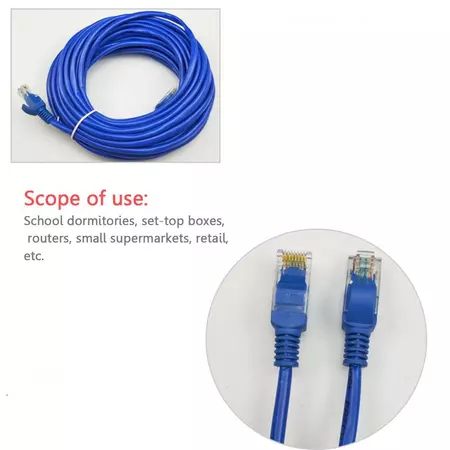 Scope of use:
School dormitories, set-top boxes,
routers, small supermarkets, retail,
etc.